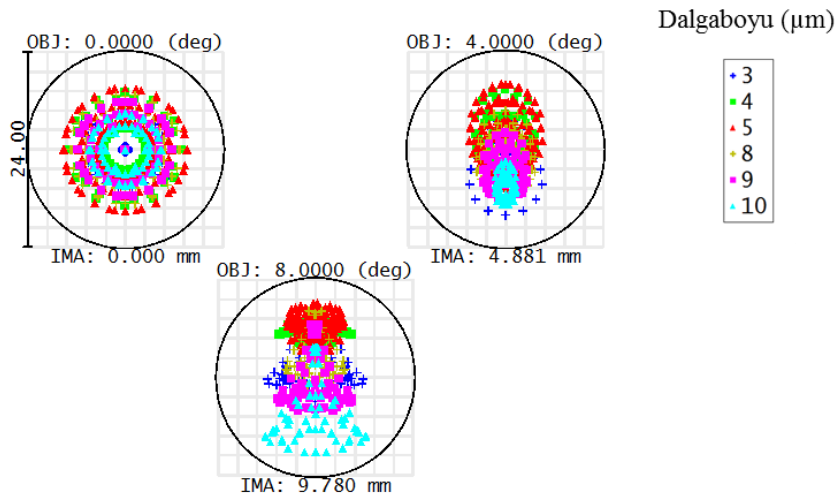 Dalgaboyu (µm)
OBJ: 0.0000 (deg)
OBJ: 4.0000 (deg)
3
4
5
8
9
10
24.00
IMA: 0.000 mm
IMA: 4.881 mm
OBJ: 8.0000 (deg)
IMA: 9.780 mm